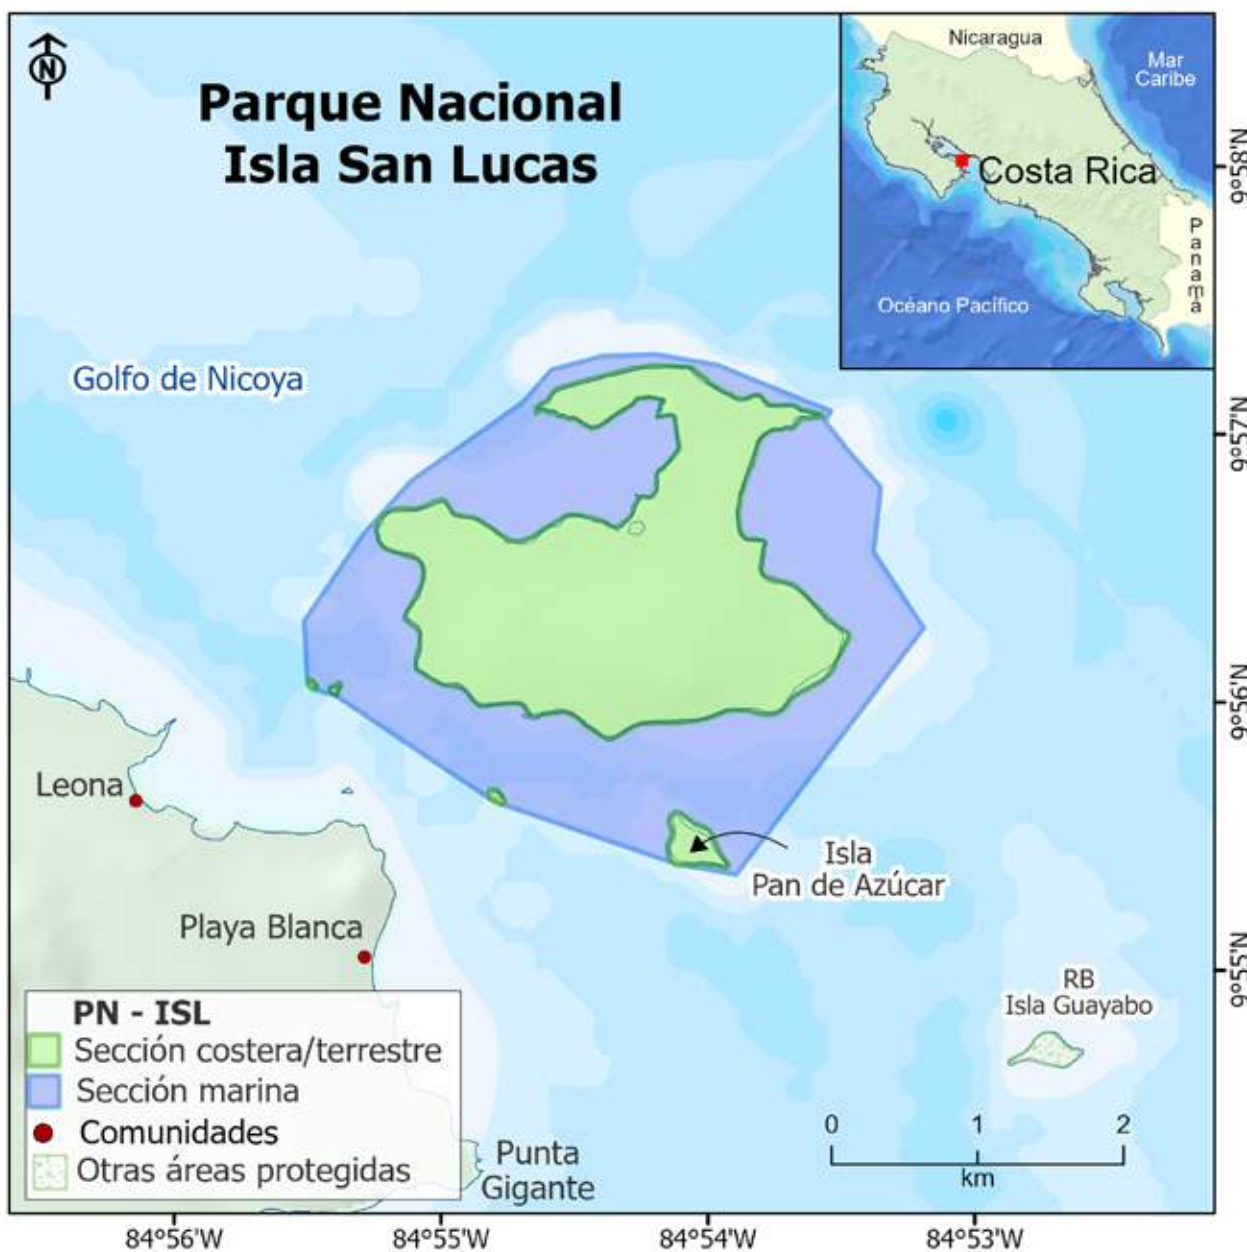 N
Parque Nacional
Isla San Lucas
Nicaragua
Mar
Caribe
Costa Rica
Panamá
Océano Pacífico
Golfo de Nicoya
Leona
Playa Blanca
Isla
Pan de Azúcar
RB
Isla Guayabo
Punta
Gigante
PN - ISL
Sección costera/terrestre
Sección marina
Comunidades
Otras áreas protegidas
0 1 2
km
9°58'N
9°57'N
9°56'N
9°55'N
84°56'W 84°55'W 84°54'W 84°53'W